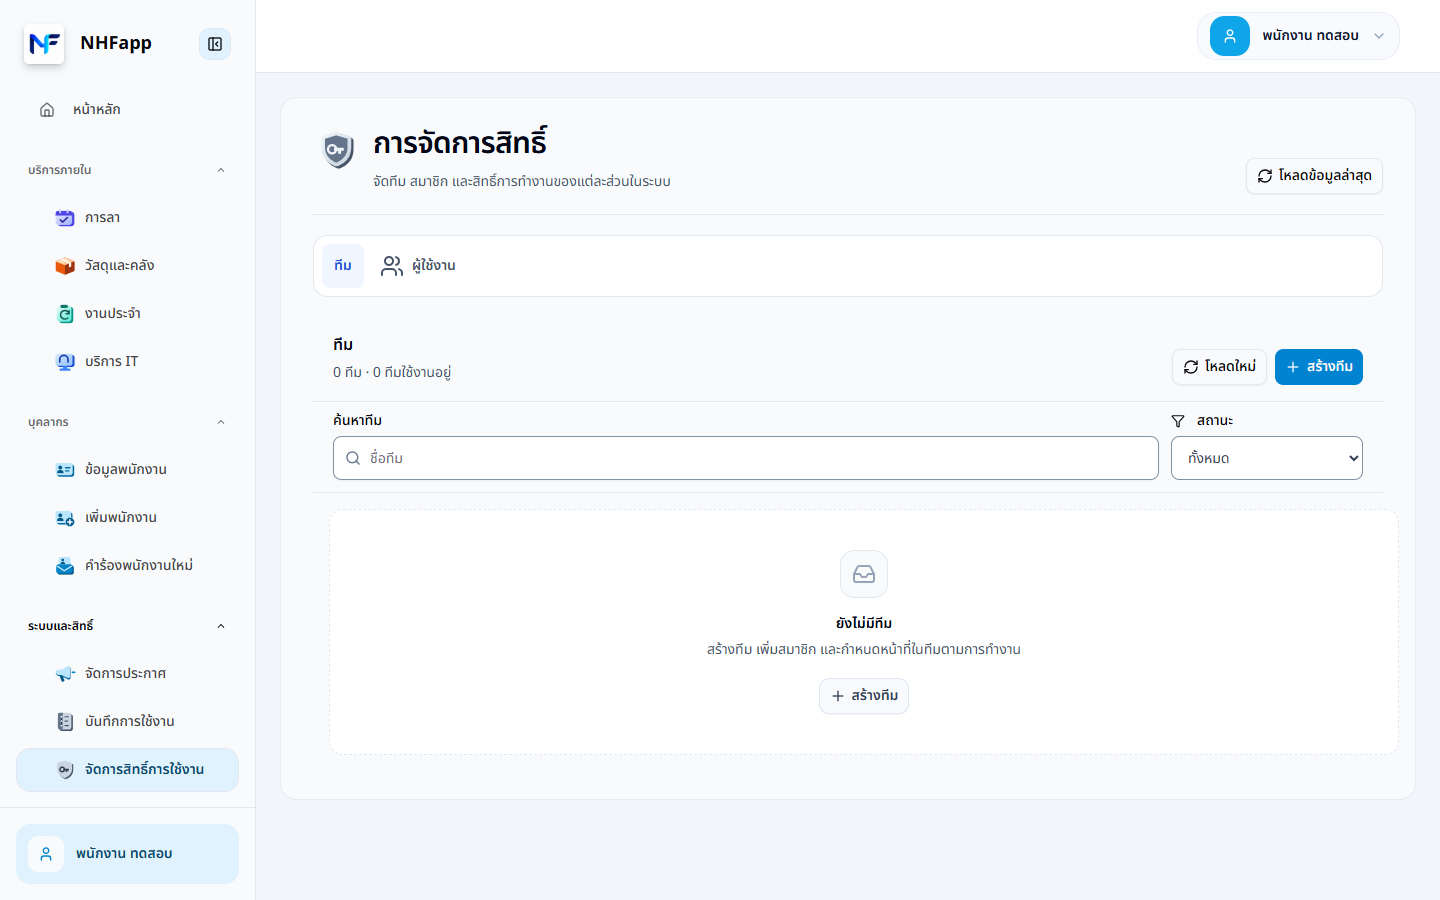 NHFapp
หน้าหลัก
บริการภายใน
การลา
วัสดุและคลัง
งานประจำ
บริการ IT
บุคลากร
ข้อมูลพนักงาน
เพิ่มพนักงาน
คำร้องพนักงานใหม่
ระบบและสิทธิ์
จัดการประกาศ
บันทึกการใช้งาน
จัดการสิทธิ์การใช้งาน
พนักงาน ทดสอบ
พนักงาน ทดสอบ
การจัดการสิทธิ์
จัดทีม สมาชิก และสิทธิ์การทำงานของแต่ละส่วนในระบบ
โหลดข้อมูลล่าสุด
ทีม
ผู้ใช้งาน
ทีม
0 ทีม · 0 ทีมใช้งานอยู่
โหลดใหม่
สร้างทีม
ค้นหาทีม
ชื่อทีม
สถานะ
ทั้งหมด
ยังไม่มีทีม
สร้างทีม เพิ่มสมาชิก และกำหนดหน้าที่ในทีมตามการทำงาน
สร้างทีม